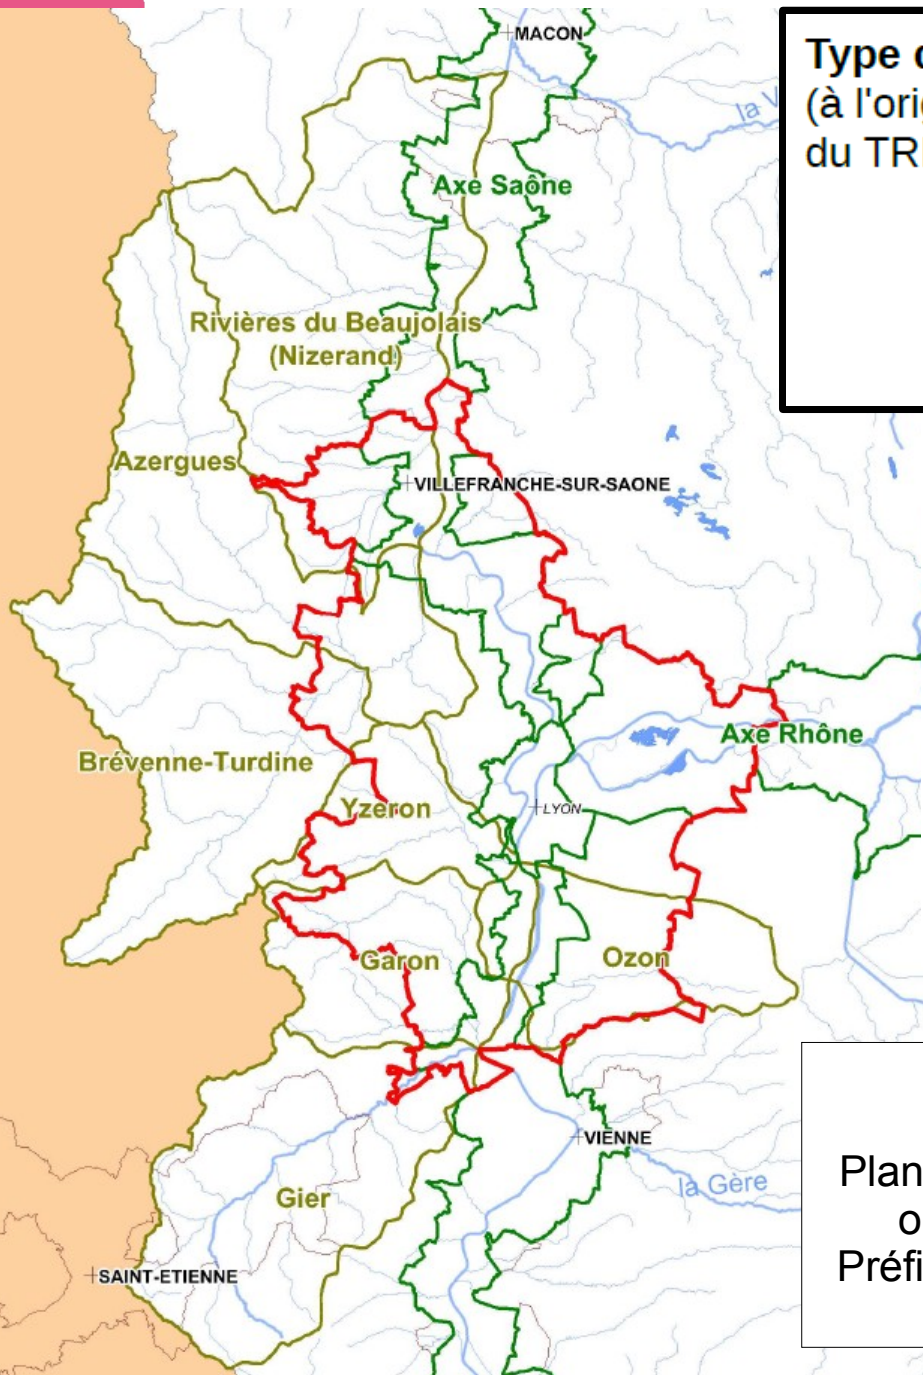 MACON
Type
(à l'ori
du TR
la
Axe Saône
Rivières du Beaujolais
(Nizerand)
Azergues
VILLEFRANCHE-SUR-SAONE
Axe Rhône
Brévenne-Turdine
Yzeron
LYON
Garon
Ozon
VIENNE
Plan
o
Préfi
la Gère
Gier
SAINT-ETIENNE